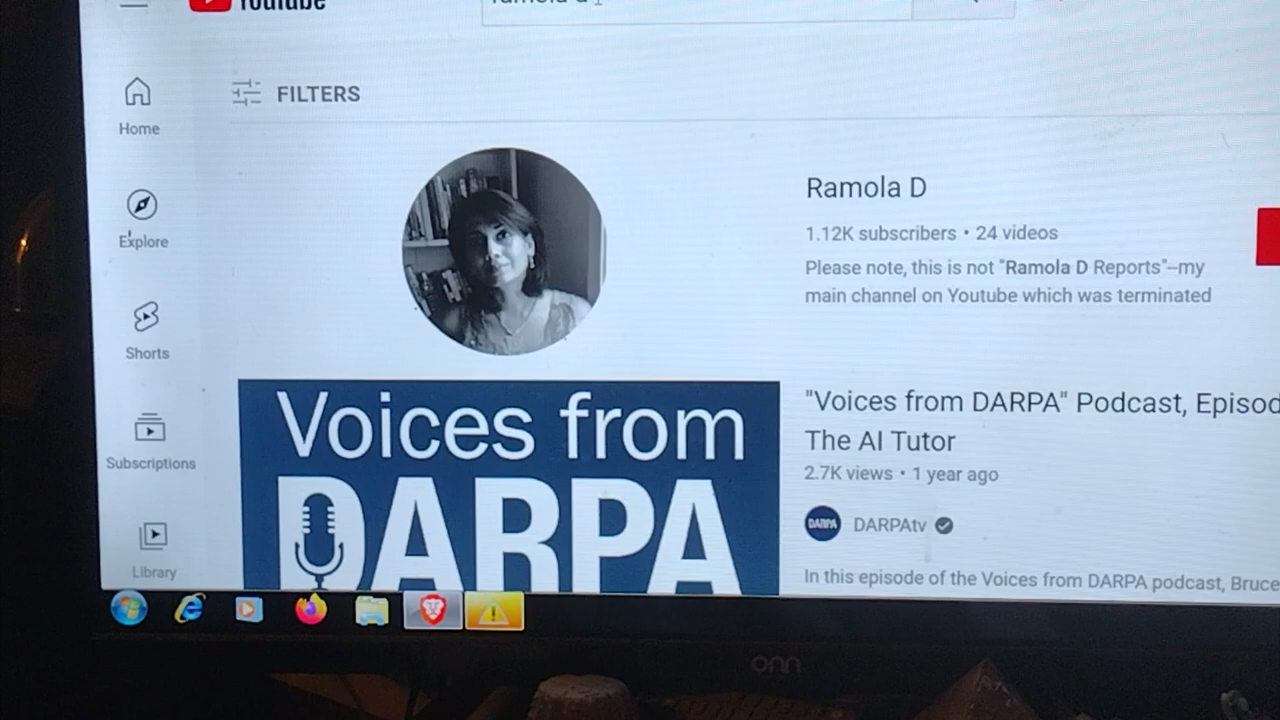 YouTube
ramola d
FILTERS
Home
Explore
Shorts
Subscriptions
Library
Ramola D
1.12K subscribers • 24 videos
Please note, this is not "Ramola D Reports"--my
main channel on Youtube which was terminated
Voices from
DARPA
"Voices from DARPA" Podcast, Episod
The AI Tutor
2.7K views • 1 year ago
DARPA
DARPAtv
In this episode of the Voices from DARPA podcast, Bruce
onn